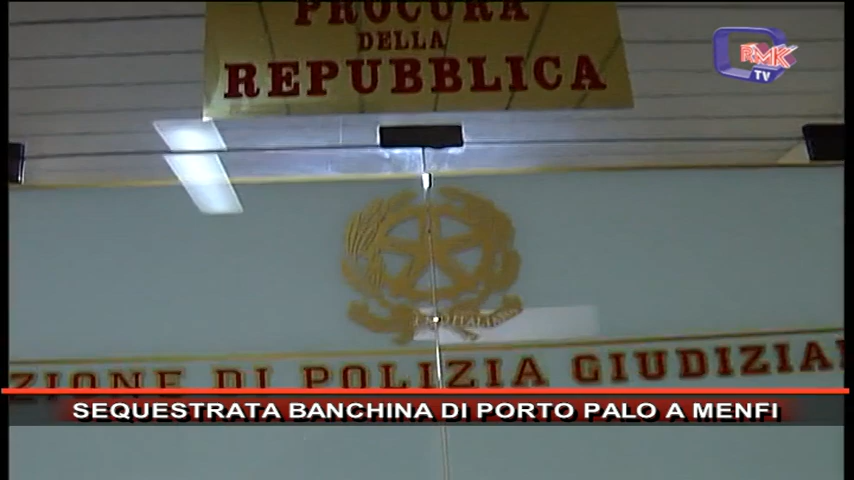 PROCURA
DELLA
REPUBBLICA
RMK
TV
ZIONE DI POLIZIA GIUDIZIA
SEQUESTRATA BANCHINA DI PORTO PALO A MENFI